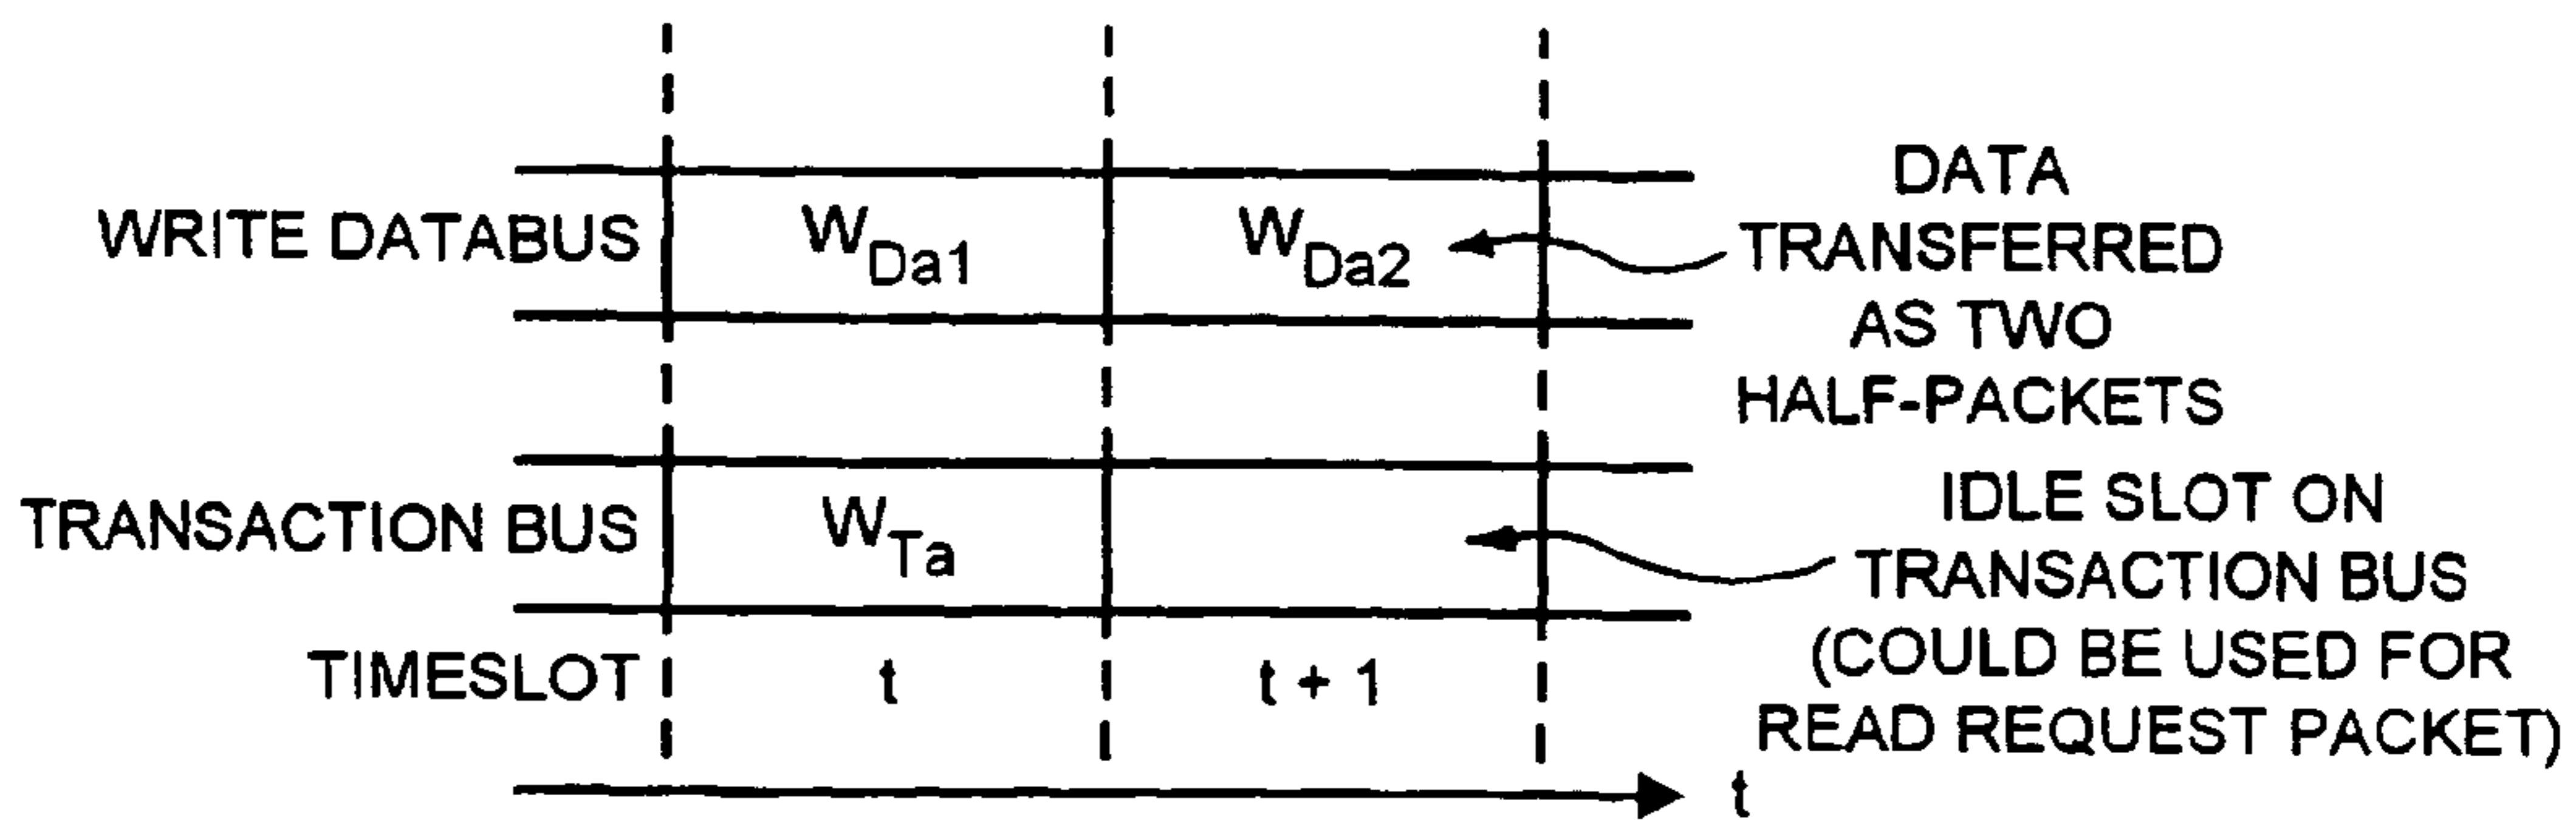 WRITE DATABUS W_Da1 W_Da2
DATA
TRANSFERRED
AS TWO
HALF-PACKETS
TRANSACTION BUS W_Ta
IDLE SLOT ON
TRANSACTION BUS
(COULD BE USED FOR
READ REQUEST PACKET)
TIMESLOT t t + 1
t